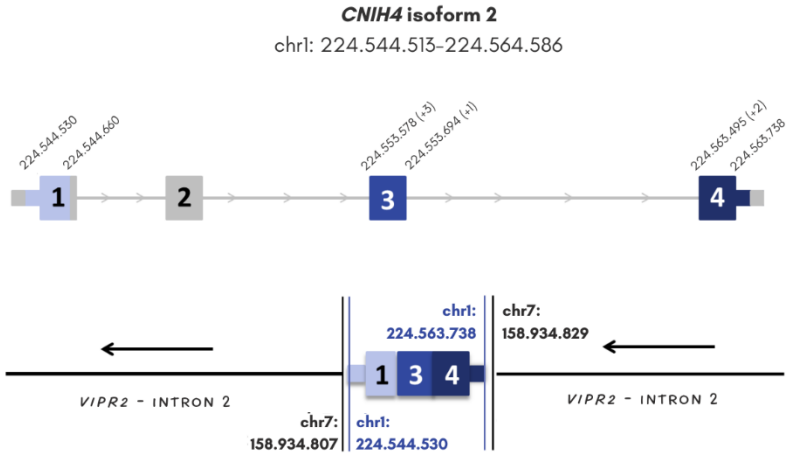 CNIH4 isoform 2
chr1: 224.544.513-224.564.586
224.544.530
224.544.660
224.553.578 (+3)
224.553.694 (+1)
224.563.495 (+2)
224.563.738
1
2
3
4
chr1:
224.563.738
chr7:
158.934.829
1
3
4
VIPR2 - INTRON 2
VIPR2 - INTRON 2
chr7:
158.934.807
chr1:
224.544.530